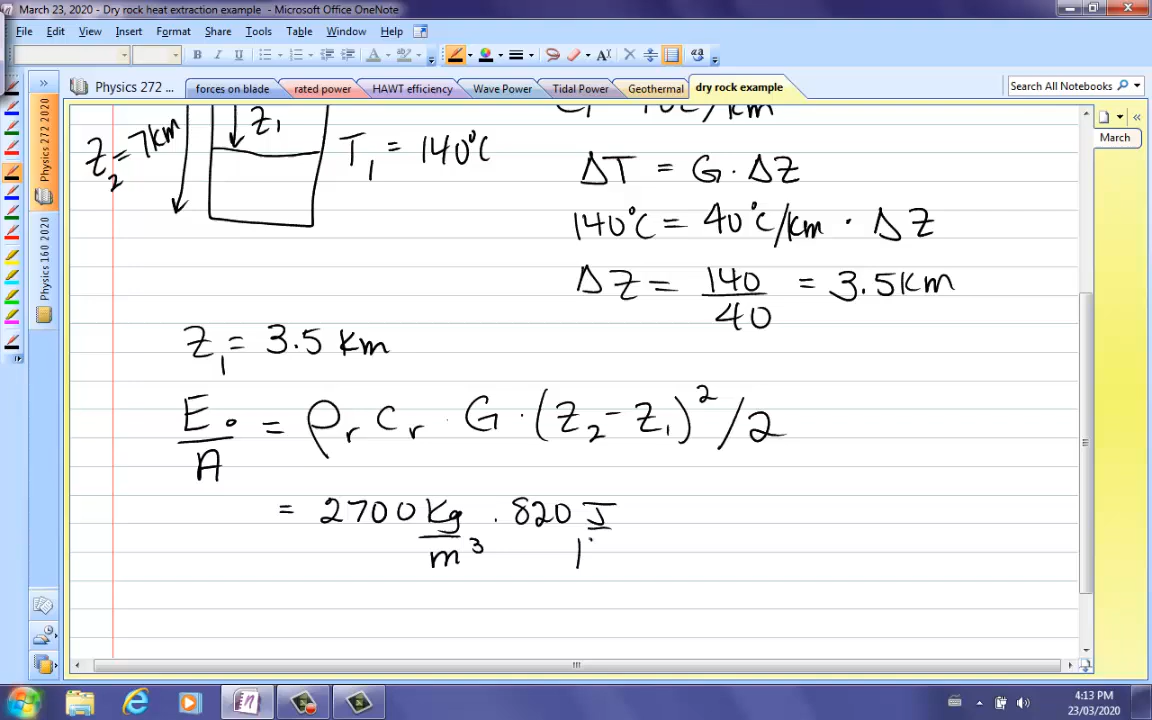 March 23, 2020 - Dry rock heat extraction example - Microsoft Office OneNote
File Edit View Insert Format Share Tools Table Window Help
Physics 272 ... forces on blade rated power HAWT efficiency Wave Power Tidal Power Geothermal dry rock example Search All Notebooks
March
Physics 272 2020
Physics 160 2020
Z₁
Z₂ = 7km
T₁ = 140°C
ΔT = G · ΔZ
140°C = 40°C/km · ΔZ
ΔZ = 140/40 = 3.5km
Z₁ = 3.5 km
E₀/A = ρr cr · G · (Z₂ - Z₁)² / 2
= 2700 kg/m³ · 820 J
4:13 PM
23/03/2020